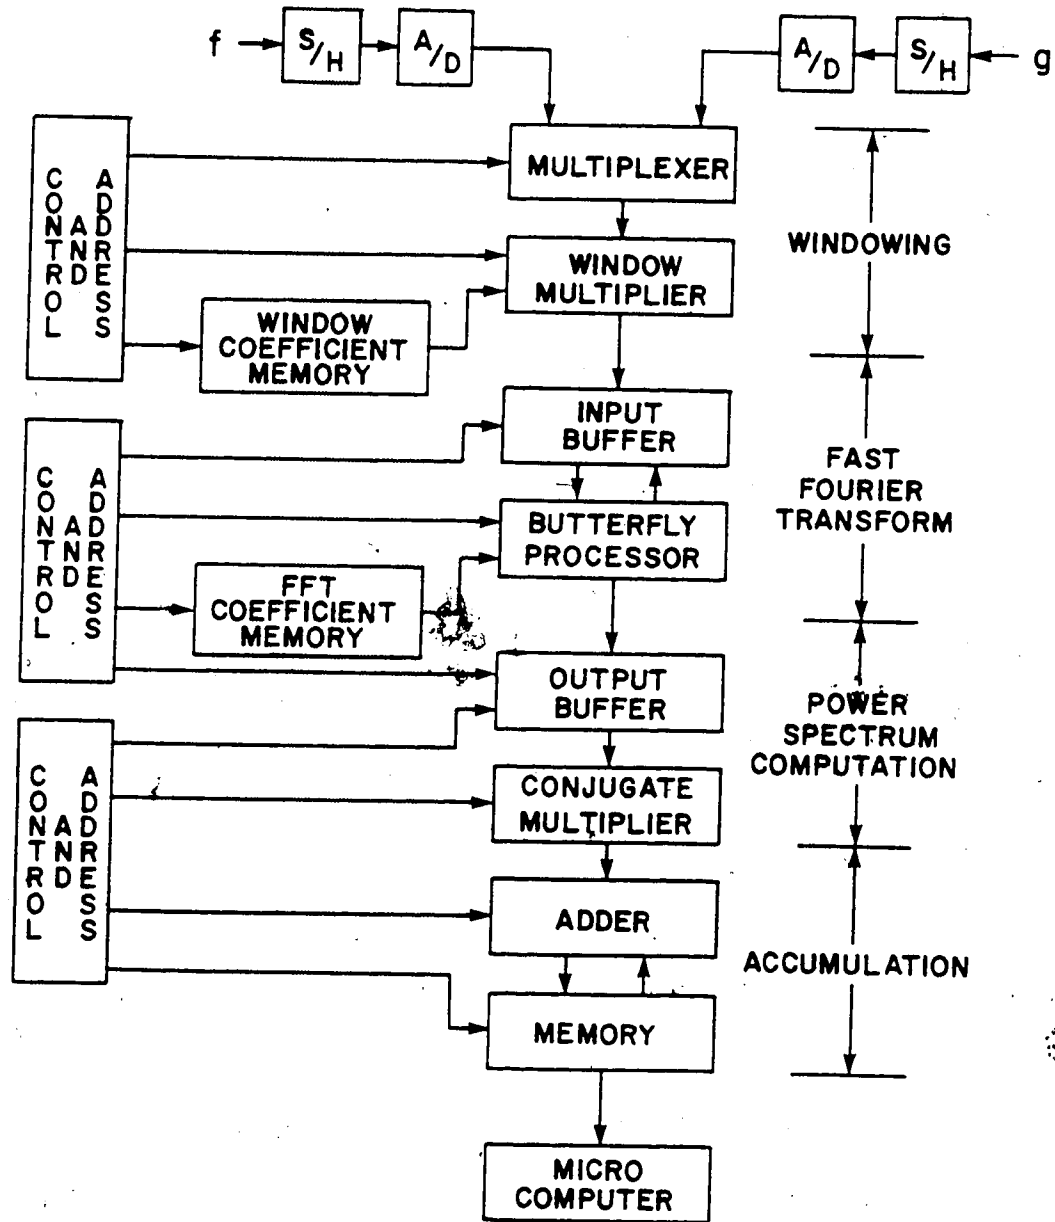 f
S/H
A/D
A/D
S/H
g
CONTROL
AND
ADDRESS
MULTIPLEXER
WINDOWING
WINDOW
MULTIPLIER
WINDOW
COEFFICIENT
MEMORY
INPUT
BUFFER
CONTROL
AND
ADDRESS
FAST
FOURIER
TRANSFORM
BUTTERFLY
PROCESSOR
FFT
COEFFICIENT
MEMORY
OUTPUT
BUFFER
POWER
SPECTRUM
COMPUTATION
CONTROL
AND
ADDRESS
CONJUGATE
MULTIPLIER
ADDER
ACCUMULATION
MEMORY
MICRO
COMPUTER